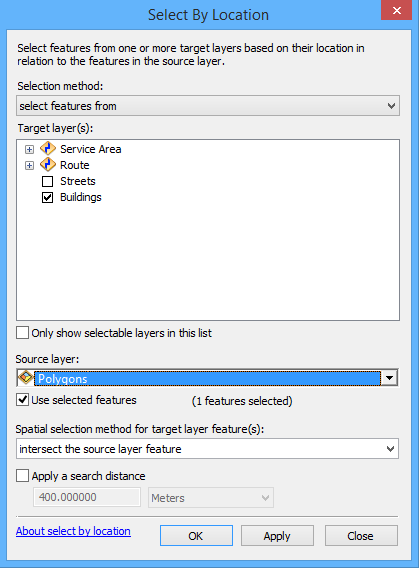 Select By Location
Select features from one or more target layers based on their location in
relation to the features in the source layer.
Selection method:
select features from
Target layer(s):
Service Area
Route
Streets
Buildings
Only show selectable layers in this list
Source layer:
Polygons
Use selected features (1 features selected)
Spatial selection method for target layer feature(s):
intersect the source layer feature
Apply a search distance
400.000000 Meters
About select by location OK Apply Close